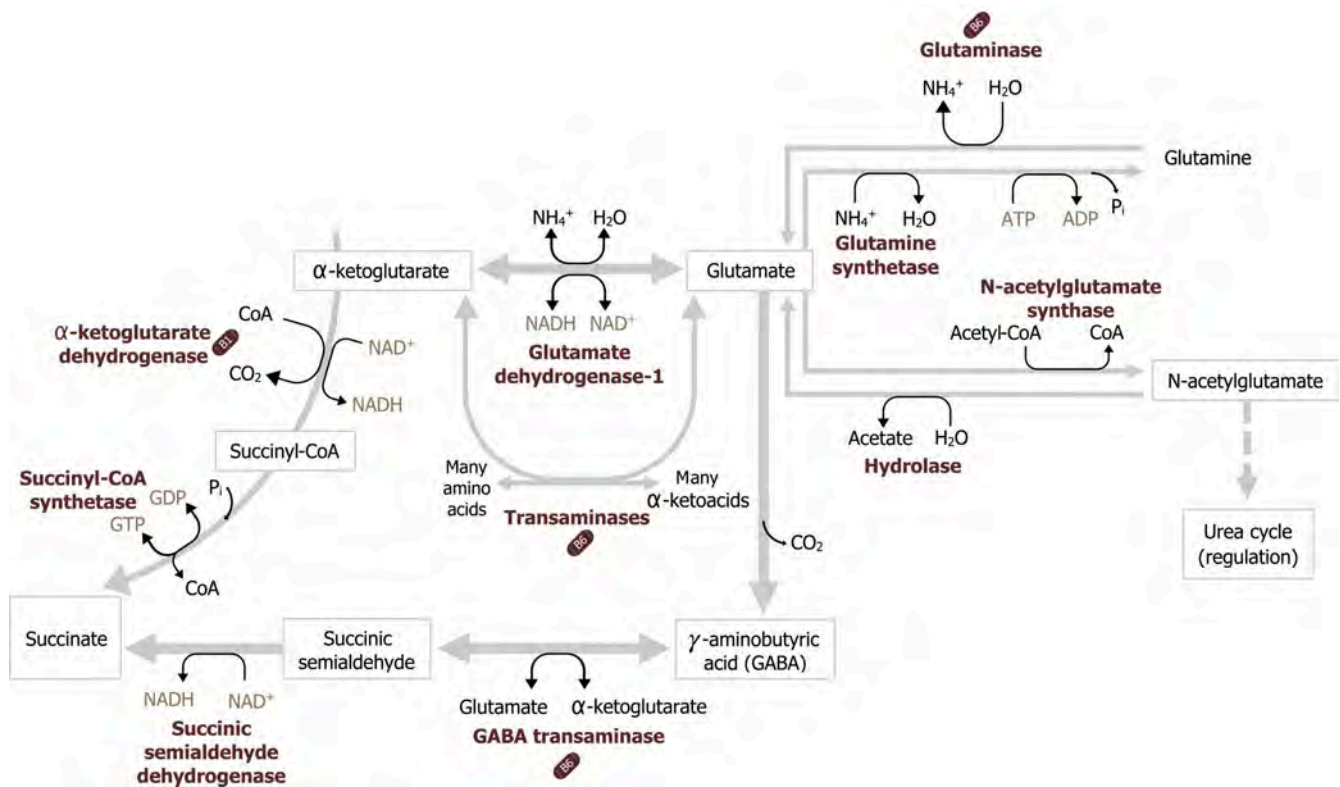 B6
Glutaminase
NH₄⁺ H₂O
Glutamine
NH₄⁺ H₂O
ATP ADP
Pᵢ
Glutamine
synthetase
NH₄⁺ H₂O
α-ketoglutarate
Glutamate
NADH NAD⁺
Glutamate
dehydrogenase-1
N-acetylglutamate
synthase
Acetyl-CoA CoA
N-acetylglutamate
Acetate H₂O
Hydrolase
α-ketoglutarate
dehydrogenase
B1
CoA
NAD⁺
CO₂
NADH
Succinyl-CoA
Succinyl-CoA
synthetase
Pᵢ
GDP
GTP
CoA
Many
amino
acids
Many
α-ketoacids
Transaminases
B6
CO₂
Urea cycle
(regulation)
Succinate
Succinic
semialdehyde
γ-aminobutyric
acid (GABA)
NADH NAD⁺
Succinic
semialdehyde
dehydrogenase
Glutamate α-ketoglutarate
GABA transaminase
B6